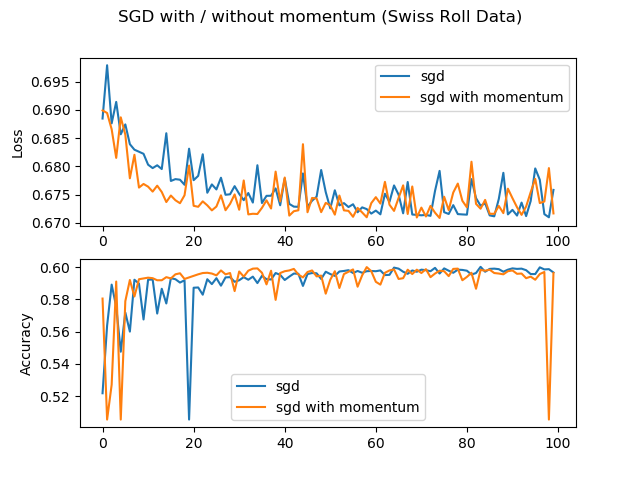 SGD with / without momentum (Swiss Roll Data)
0.695
0.690
0.685
0.680
0.675
0.670
Loss
sgd
sgd with momentum
0 20 40 60 80 100
0.60
0.58
0.56
0.54
0.52
Accuracy
sgd
sgd with momentum
0 20 40 60 80 100